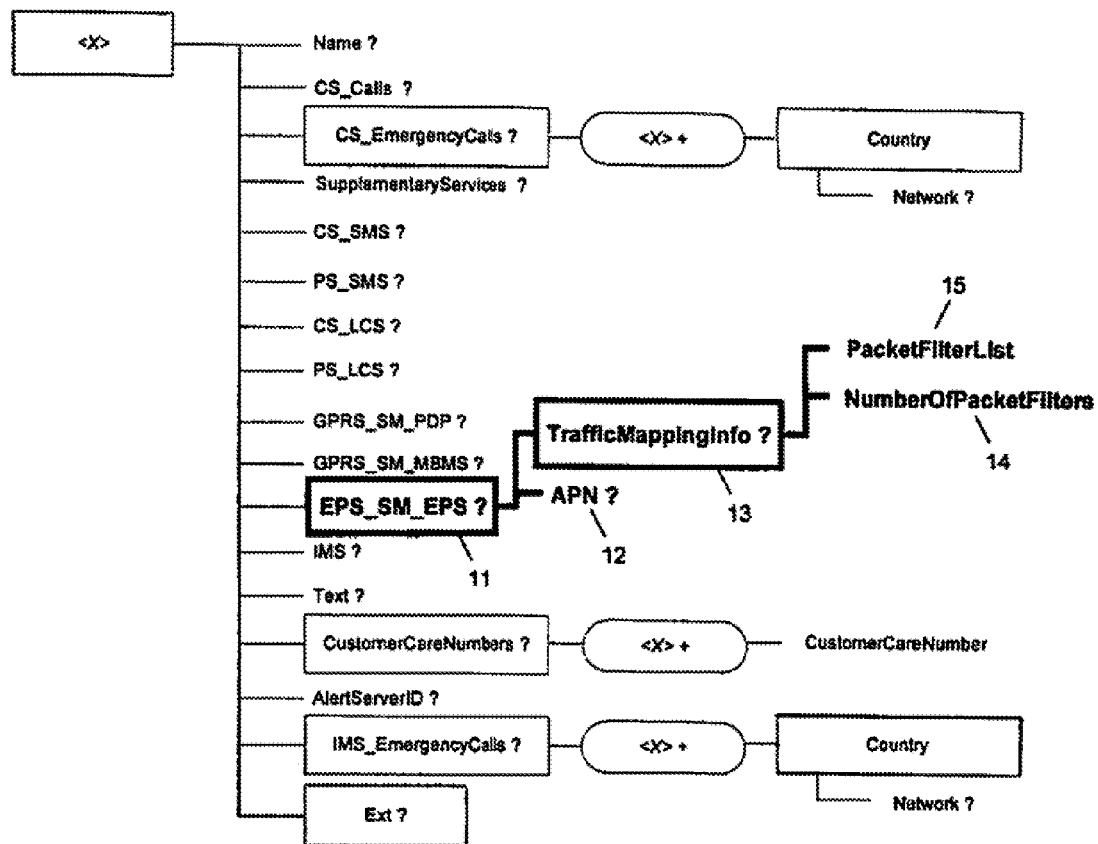 <X>
Name ?
CS_Calls ?
CS_EmergencyCalls ?
<X> +
Country
SupplementaryServices ?
Network ?
CS_SMS ?
PS_SMS ?
15
CS_LCS ?
PacketFilterList
PS_LCS ?
NumberOfPacketFilters
GPRS_SM_PDP ?
TrafficMappingInfo ?
14
GPRS_SM_MBMS ?
EPS_SM_EPS ?
APN ?
13
12
IMS ?
11
Text ?
CustomerCareNumbers ?
<X> +
CustomerCareNumber
AlertServerID ?
IMS_EmergencyCalls ?
<X> +
Country
Network ?
Ext ?